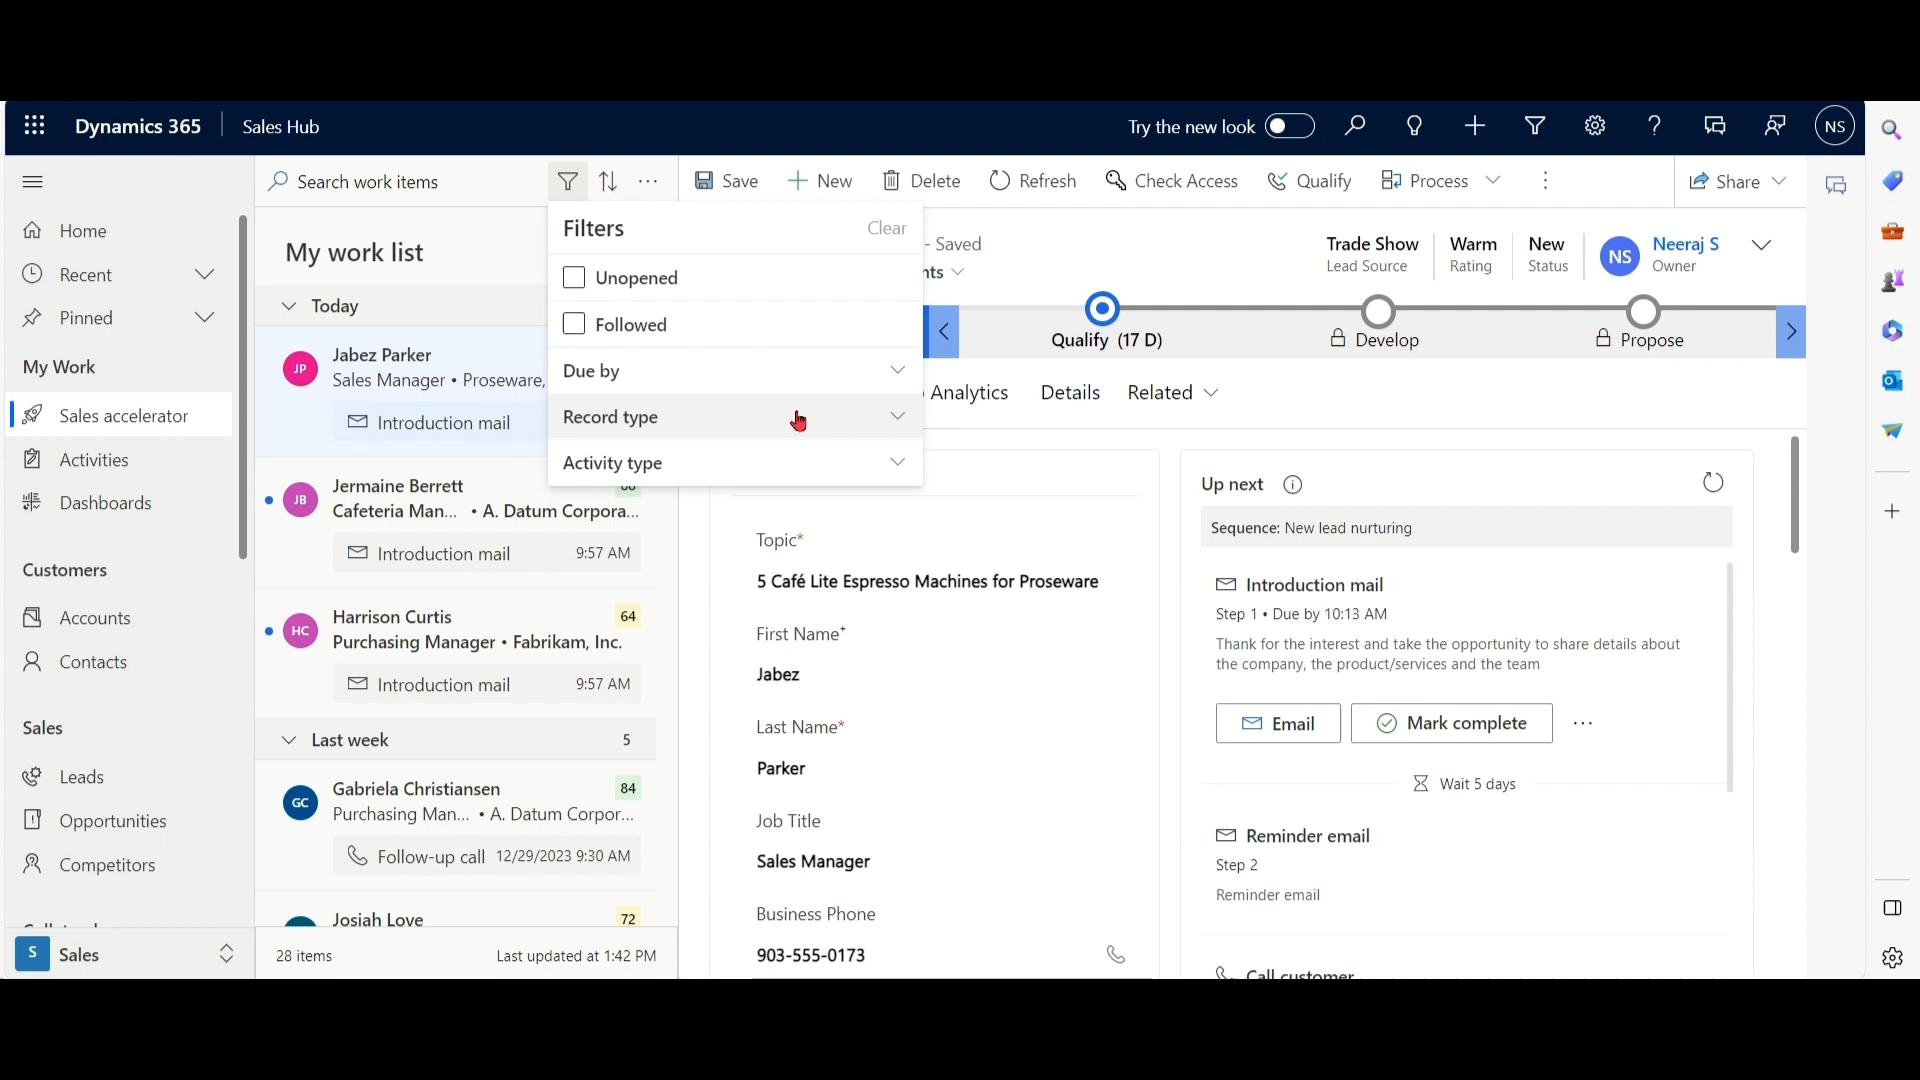 Dynamics 365
Sales Hub
Try the new look
NS
Home
Recent
Pinned
My Work
Sales accelerator
Activities
Dashboards
Customers
Accounts
Contacts
Sales
Leads
Opportunities
Competitors
S
Sales
Search work items
My work list
Today
JP
Jabez Parker
Sales Manager • Proseware,
Introduction mail
JB
Jermaine Berrett
Cafeteria Man... • A. Datum Corpora...
Introduction mail 9:57 AM
HC
Harrison Curtis 64
Purchasing Manager • Fabrikam, Inc.
Introduction mail 9:57 AM
Last week 5
GC
Gabriela Christiansen 84
Purchasing Man... • A. Datum Corpor...
Follow-up call 12/29/2023 9:30 AM
Josiah Love 72
28 items
Last updated at 1:42 PM
Filters
Clear
Unopened
Followed
Due by
Record type
Activity type
Save
New
Delete
Refresh
Check Access
Qualify
Process
Share
- Saved
nts
Trade Show
Lead Source
Warm
Rating
New
Status
NS
Neeraj S
Owner
Qualify (17 D)
Develop
Propose
Analytics
Details
Related
Topic*
5 Café Lite Espresso Machines for Proseware
First Name+
Jabez
Last Name*
Parker
Job Title
Sales Manager
Business Phone
903-555-0173
Up next
Sequence: New lead nurturing
Introduction mail
Step 1 • Due by 10:13 AM
Thank for the interest and take the opportunity to share details about
the company, the product/services and the team
Email
Mark complete
Wait 5 days
Reminder email
Step 2
Reminder email
Call customer